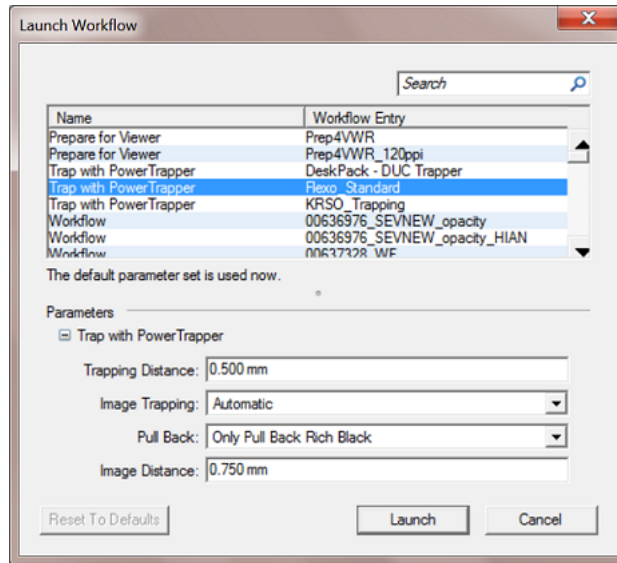 Launch Workflow
Search
Name Workflow Entry
Prepare for Viewer Prep4VWR
Prepare for Viewer Prep4VWR_120ppi
Trap with PowerTrapper DeskPack - DUC Trapper
Trap with PowerTrapper Flexo_Standard
Trap with PowerTrapper KRSO_Trapping
Workflow 00636976_SEVNEW_opacity
Workflow 00636976_SEVNEW_opacity_HIAN
Workflow 00637328_WF
The default parameter set is used now.
Parameters
Trap with PowerTrapper
Trapping Distance: 0.500 mm
Image Trapping: Automatic
Pull Back: Only Pull Back Rich Black
Image Distance: 0.750 mm
Reset To Defaults Launch Cancel